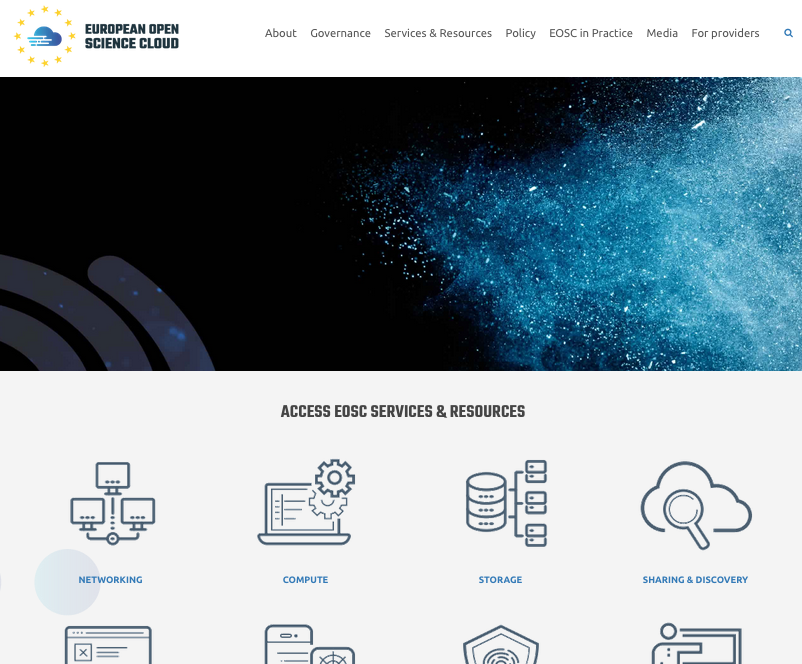 EUROPEAN OPEN
SCIENCE CLOUD
About Governance Services & Resources Policy EOSC in Practice Media For providers
ACCESS EOSC SERVICES & RESOURCES
NETWORKING COMPUTE STORAGE SHARING & DISCOVERY